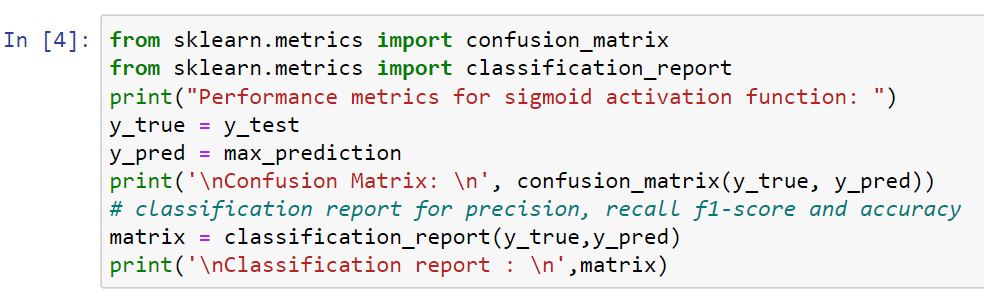 In [4]: from sklearn.metrics import confusion_matrix
from sklearn.metrics import classification_report
print("Performance metrics for sigmoid activation function: ")
y_true = y_test
y_pred = max_prediction
print('\nConfusion Matrix: \n', confusion_matrix(y_true, y_pred))
# classification report for precision, recall f1-score and accuracy
matrix = classification_report(y_true,y_pred)
print('\nClassification report : \n',matrix)